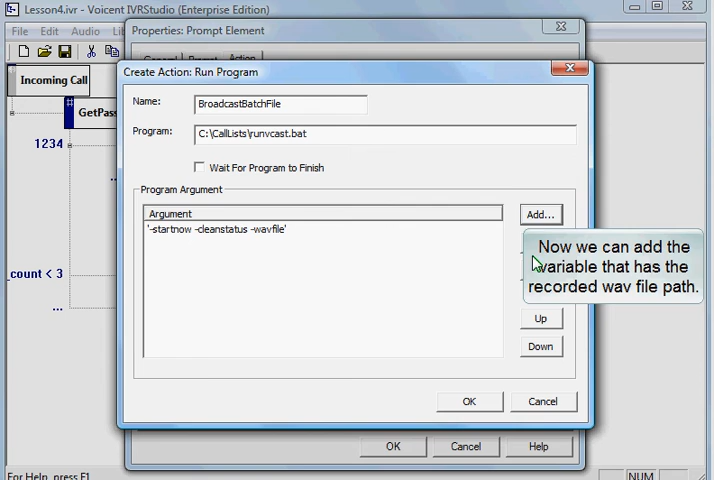 Lesson4.ivr - Voicent IVRStudio (Enterprise Edition)
File Edit Audio
Properties: Prompt Element
Create Action: Run Program
Incoming Call
Name: BroadcastBatchFile
Program: C:\CallLists\runvcast.bat
Wait For Program to Finish
1234
Program Argument
Argument
Add...
'-startnow -cleanstatus -wavfile'
Now we can add the
variable that has the
recorded wav file path.
count < 3
...
Up
Down
OK Cancel
OK Cancel Help
For Help, press F1
NUM